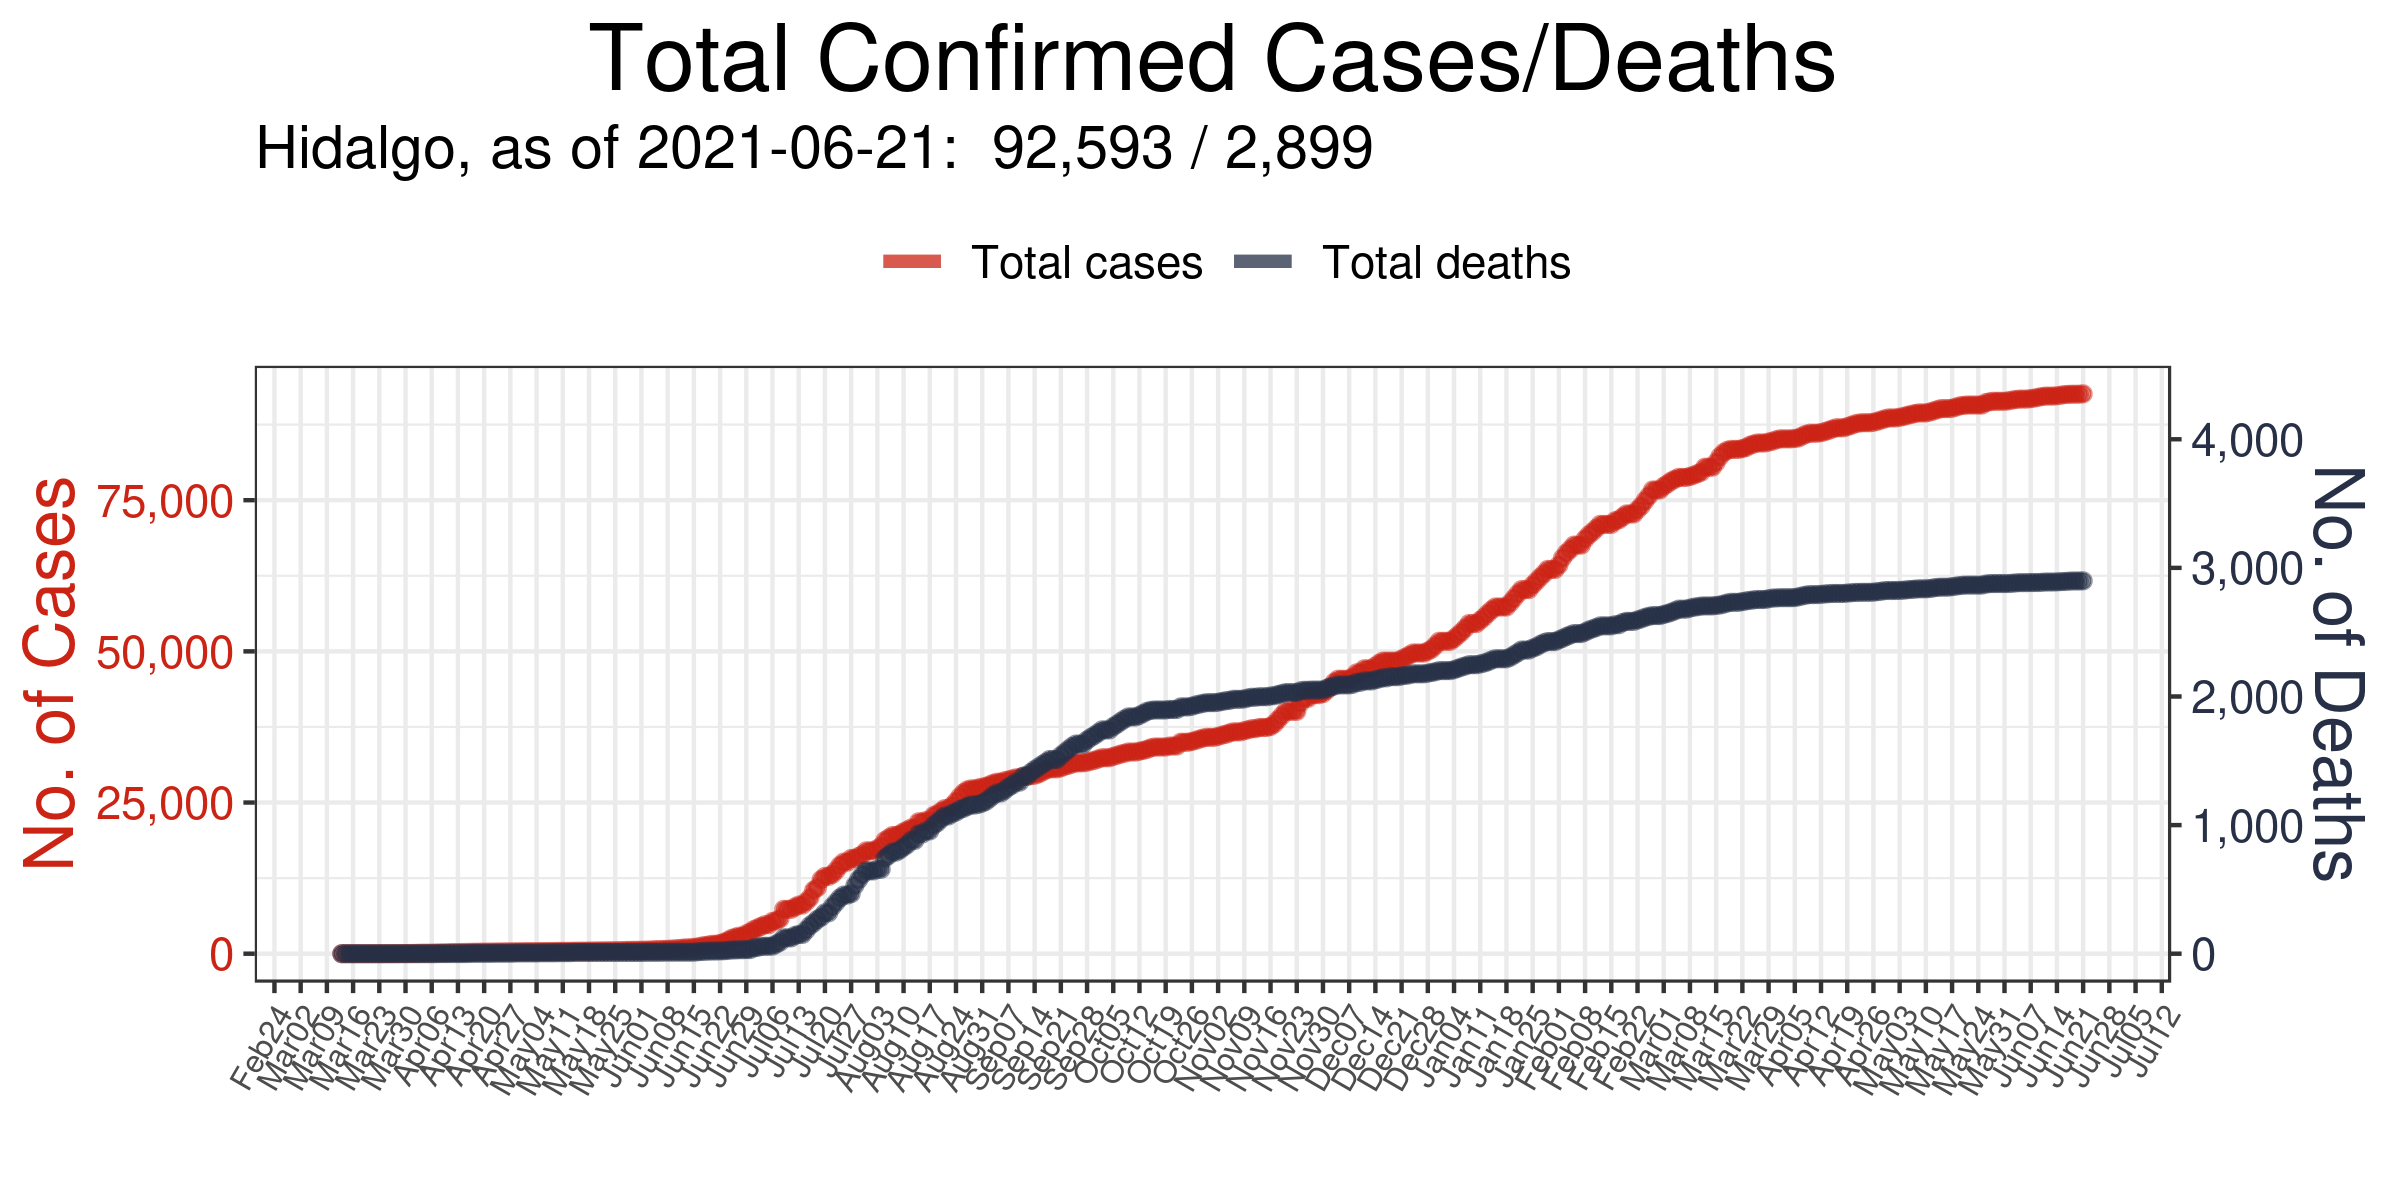 Total Confirmed Cases/Deaths
Hidalgo, as of 2021-06-21:  92,593 / 2,899
Total cases
Total deaths
No. of Cases
75,000
50,000
25,000
0
4,000
3,000
2,000
1,000
0
No. of Deaths
Feb24
Mar02
Mar09
Mar16
Mar23
Mar30
Apr06
Apr13
Apr20
Apr27
May04
May11
May18
May25
Jun01
Jun08
Jun15
Jun22
Jun29
Jul06
Jul13
Jul20
Jul27
Aug03
Aug10
Aug17
Aug24
Aug31
Sep07
Sep14
Sep21
Sep28
Oct05
Oct12
Oct19
Oct26
Nov02
Nov09
Nov16
Nov23
Nov30
Dec07
Dec14
Dec21
Dec28
Jan04
Jan11
Jan18
Jan25
Feb01
Feb08
Feb15
Feb22
Mar01
Mar08
Mar15
Mar22
Mar29
Apr05
Apr12
Apr19
Apr26
May03
May10
May17
May24
May31
Jun07
Jun14
Jun21
Jun28
Jul05
Jul12